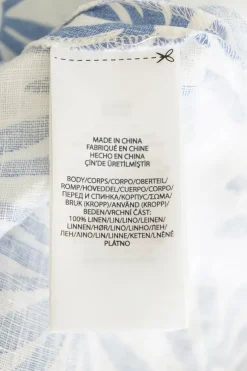 MADE IN CHINA
FABRIQUÉ EN CHINE
HECHO EN CHINA
ÇİN'DE ÜRETİLMİŞTİR
BODY/CORPS/CORPO/OBERTEIL/
ROMP/HOVEDDEL/CUERPO/CORPO/
ПЕРЕД И СПИНКА/КОРПУС/SŒMA/
BRUK (KROPP)/ANVÄND (KROPP)/
BEDEN/VRCHNÍ ČÁST:
100% LINEN/LIN/LINO/LEINEN/
LINNEN/HØR/LINO/LINHO/ЛЕН
/ЛЕН/ЛІNО/LIN/LINNE/KETEN/LNĚNÉ
PLÁTNO